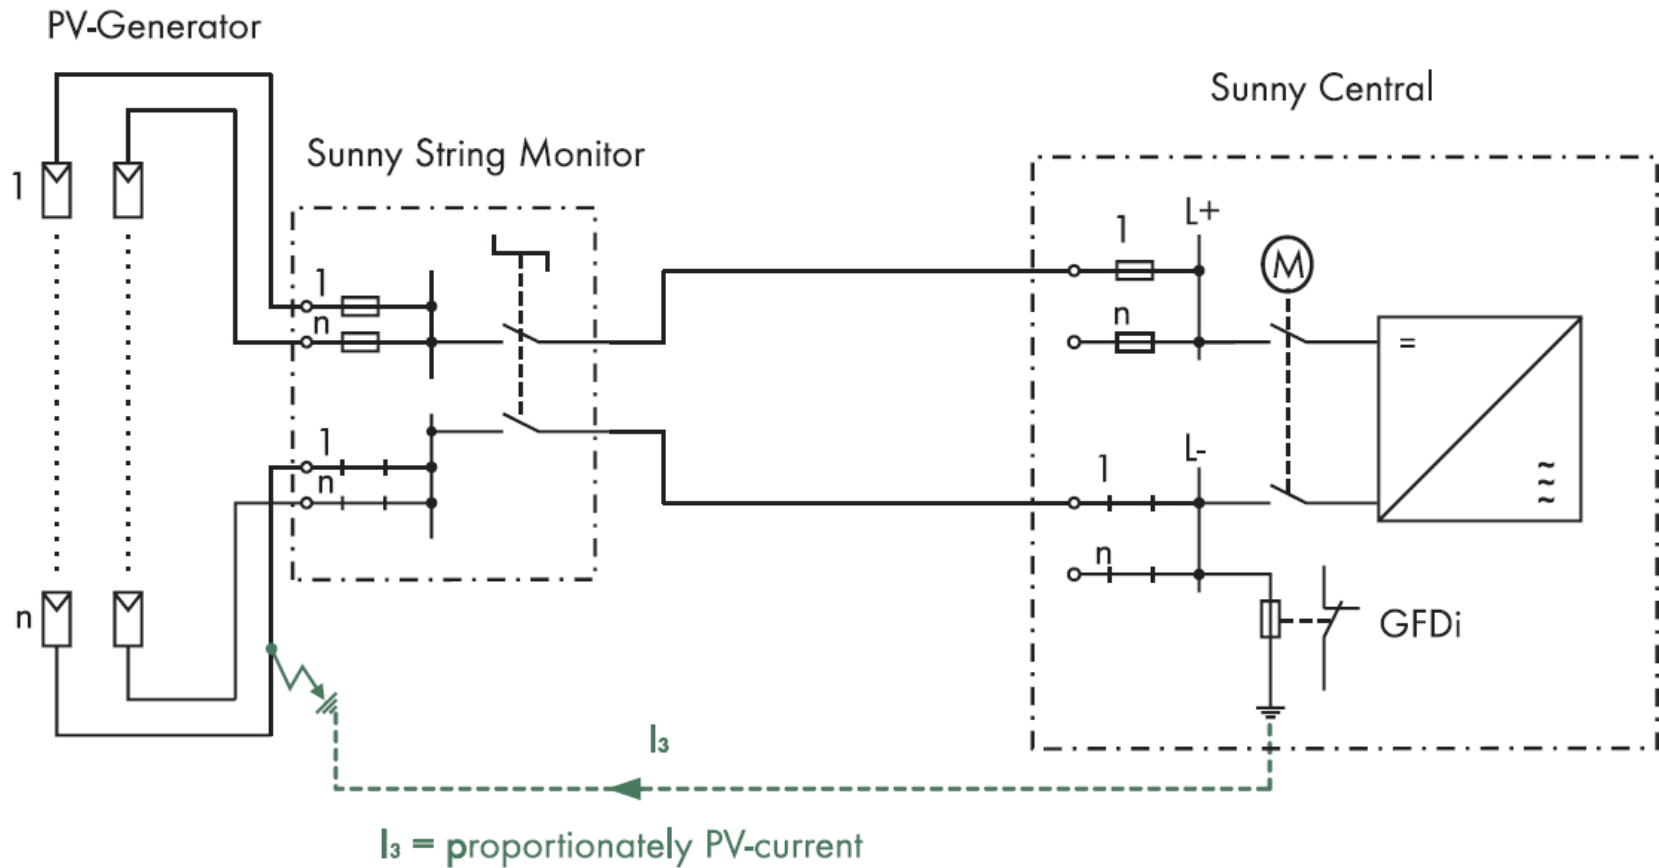 PV-Generator
Sunny Central
Sunny String Monitor
1
L+
1
M
1
n
n
=
1
L-
1
n
~
~
~
n
n
GFDi
I₃
I₃ = proportionately PV-current